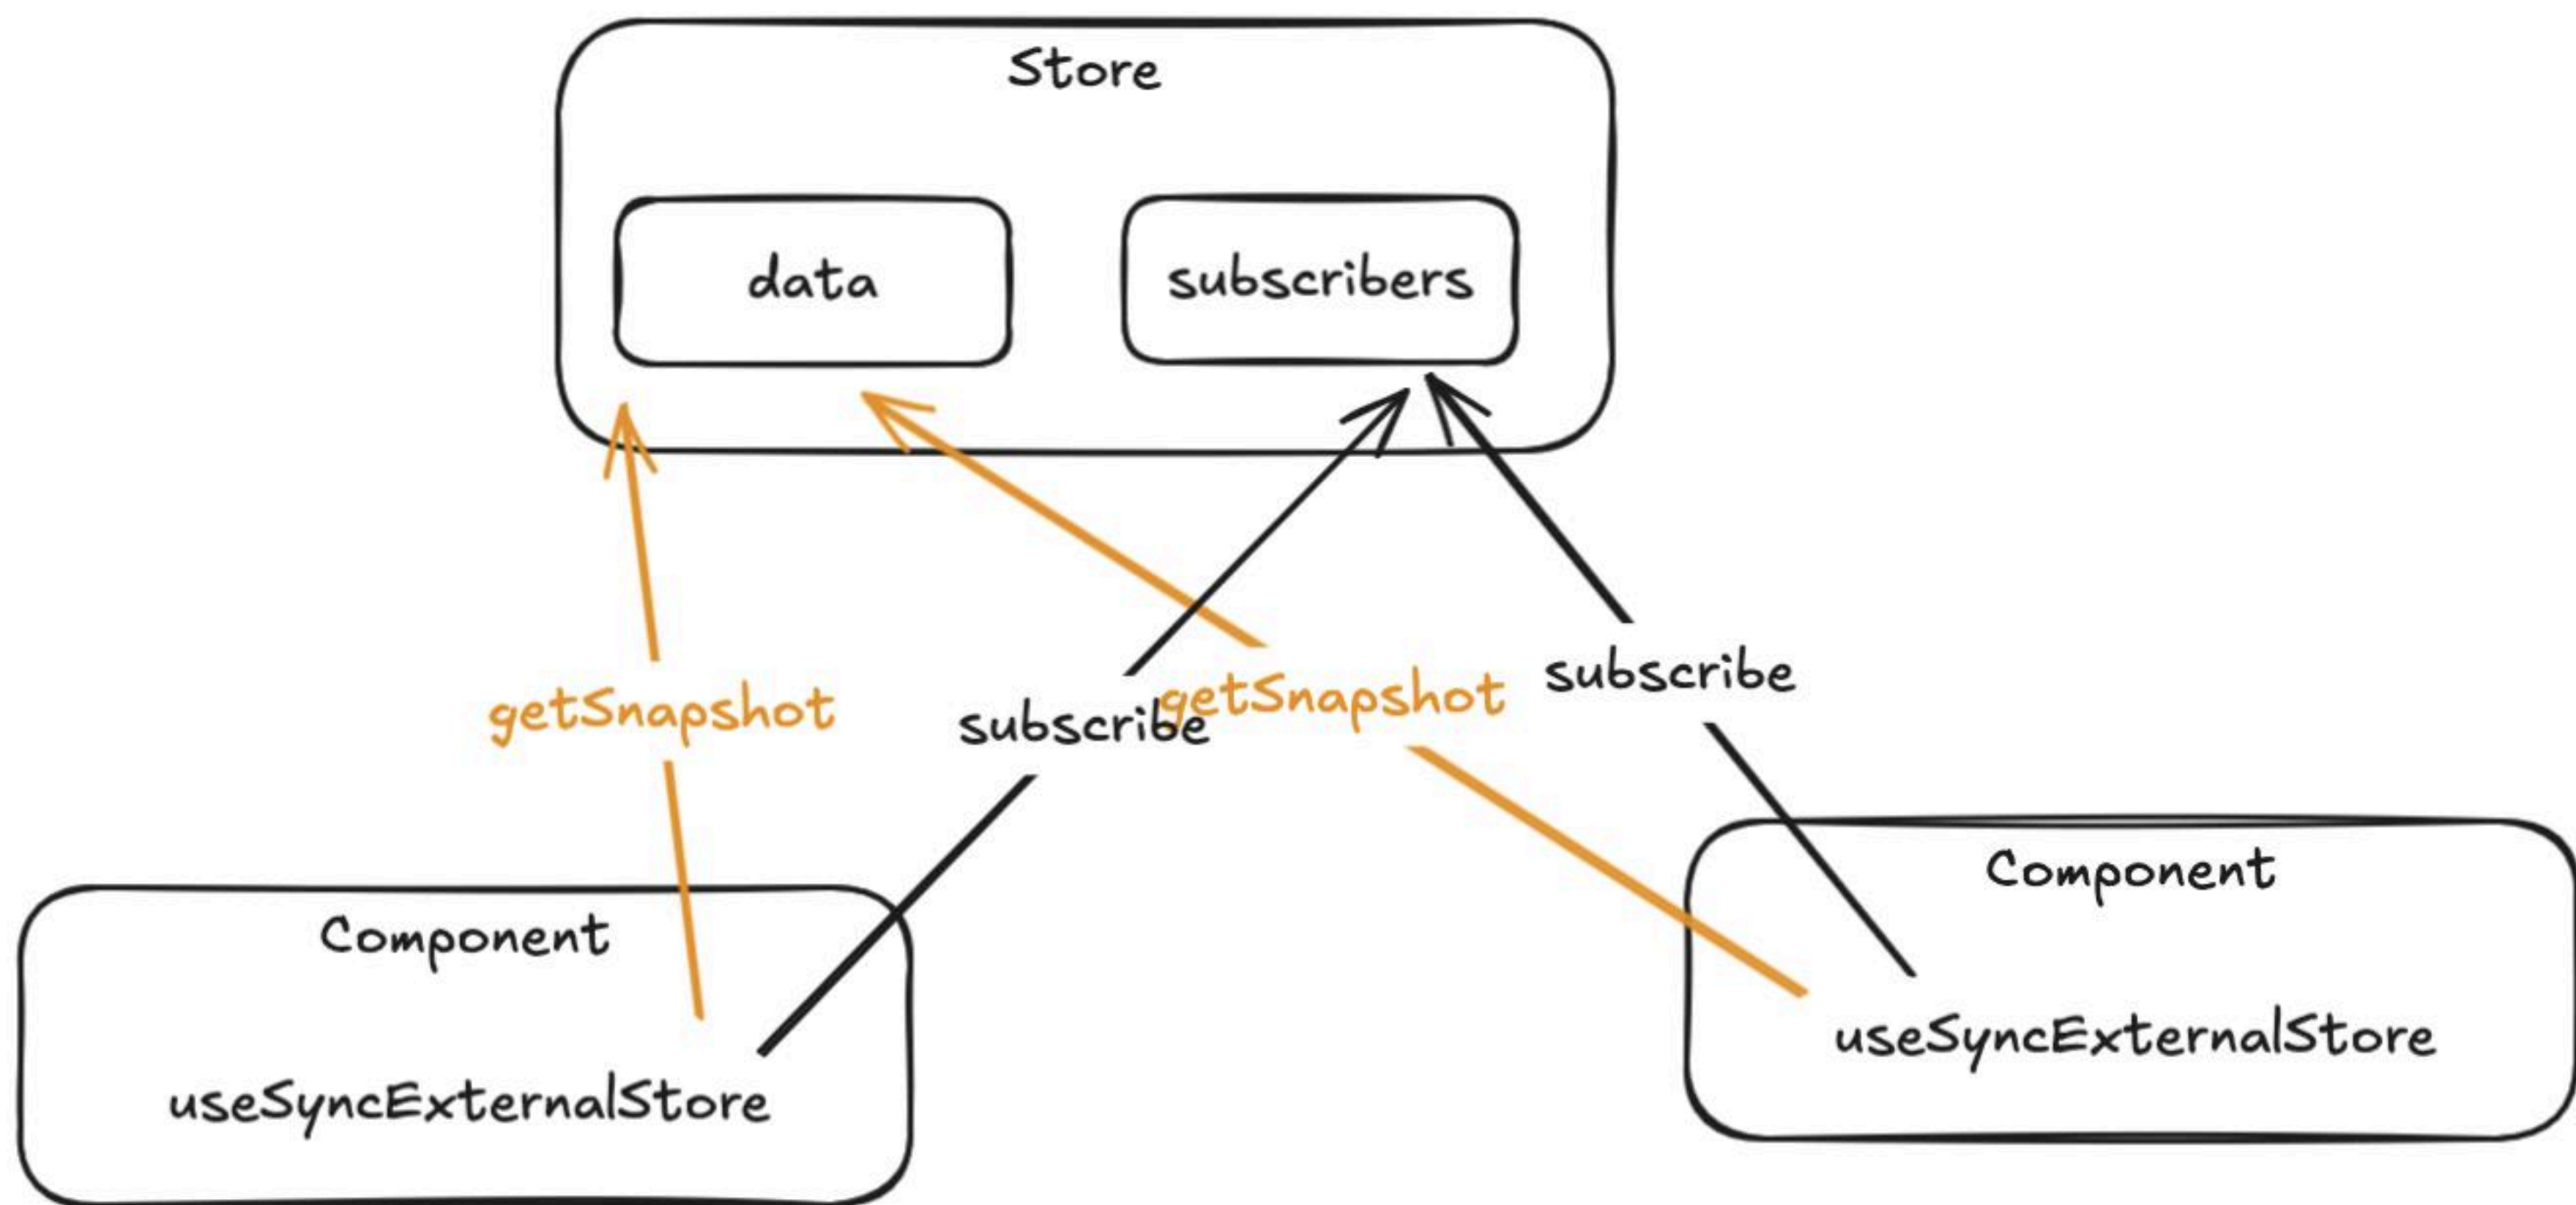 Store
data
subscribers
getSnapshot
subscribe
getSnapshot
subscribe
Component
useSyncExternalStore
Component
useSyncExternalStore